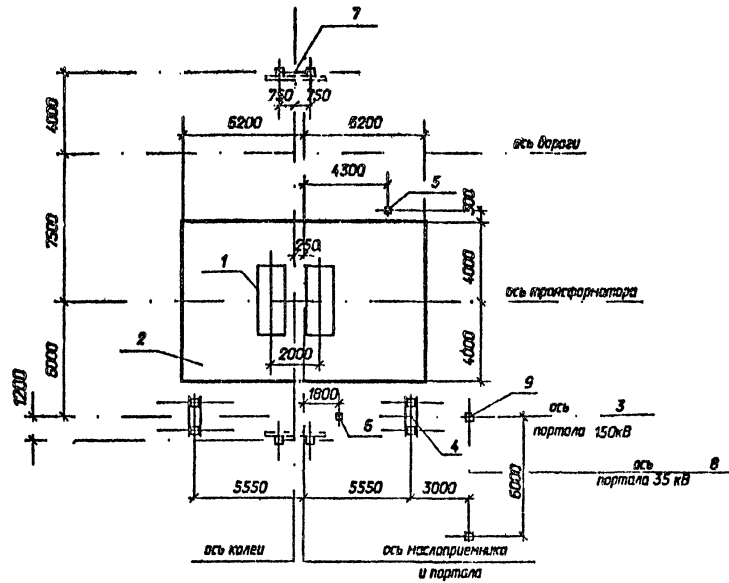 7
750 750
4000
6200 6200
ось дороги
4300
5
500
7500
250
4000
1
ось трансформатора
2
2000
4000
6000
1200
1800
6
9
4
ось 3
портала 150кВ
ось 8
портала 35 кВ
6000
5550 5550 3000
ось колеи
ось маслоприемника
и портала